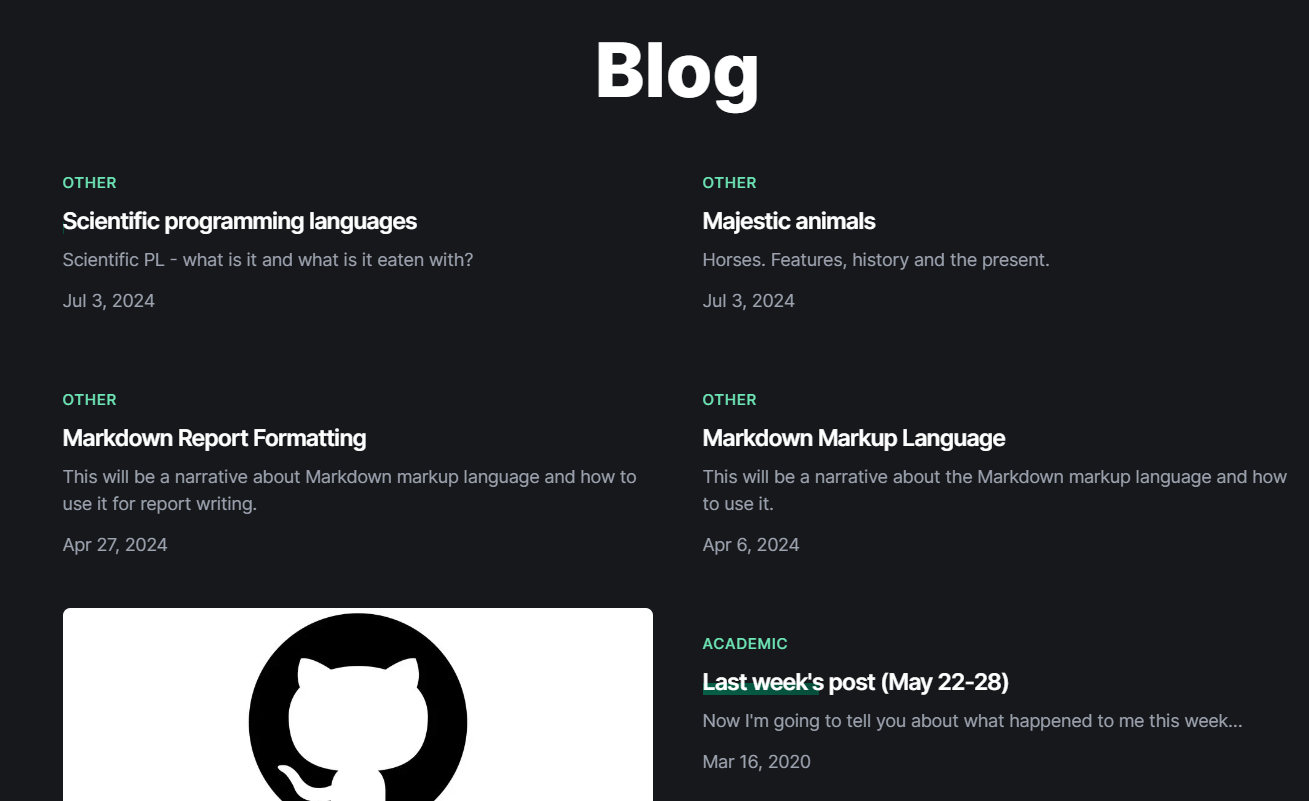 Blog
OTHER
Scientific programming languages
Scientific PL - what is it and what is it eaten with?
Jul 3, 2024
OTHER
Majestic animals
Horses. Features, history and the present.
Jul 3, 2024
OTHER
Markdown Report Formatting
This will be a narrative about Markdown markup language and how to
use it for report writing.
Apr 27, 2024
OTHER
Markdown Markup Language
This will be a narrative about the Markdown markup language and how
to use it.
Apr 6, 2024
ACADEMIC
Last week's post (May 22-28)
Now I'm going to tell you about what happened to me this week...
Mar 16, 2020